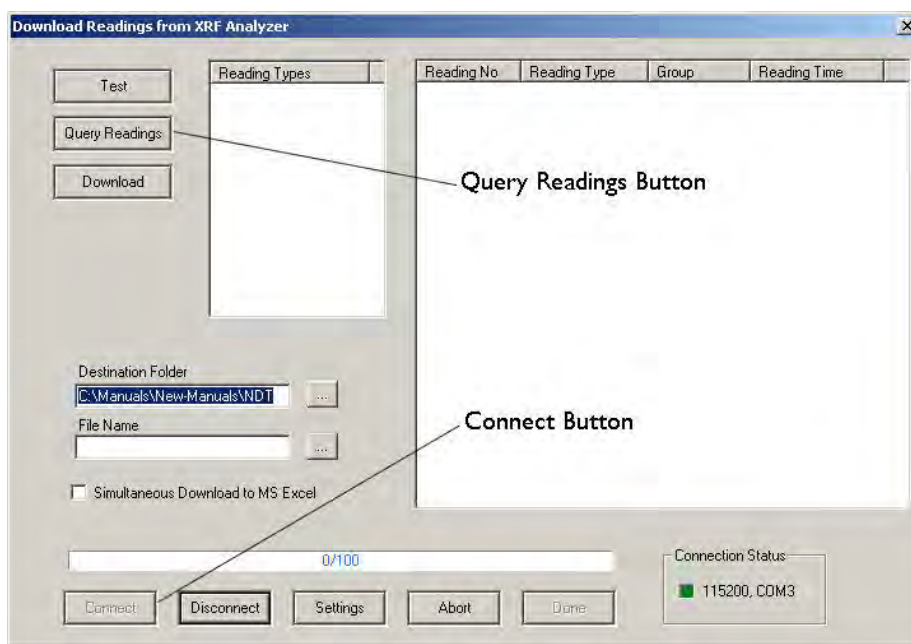 Download Readings from XRF Analyzer
Test
Query Readings
Download
Reading Types
Reading No Reading Type Group Reading Time
Query Readings Button
Destination Folder
C:\Manuals\New-Manuals\NDT
...
File Name
...
Connect Button
Simultaneous Download to MS Excel
0/100
Connection Status
115200, COM3
Connect Disconnect Settings Abort Done